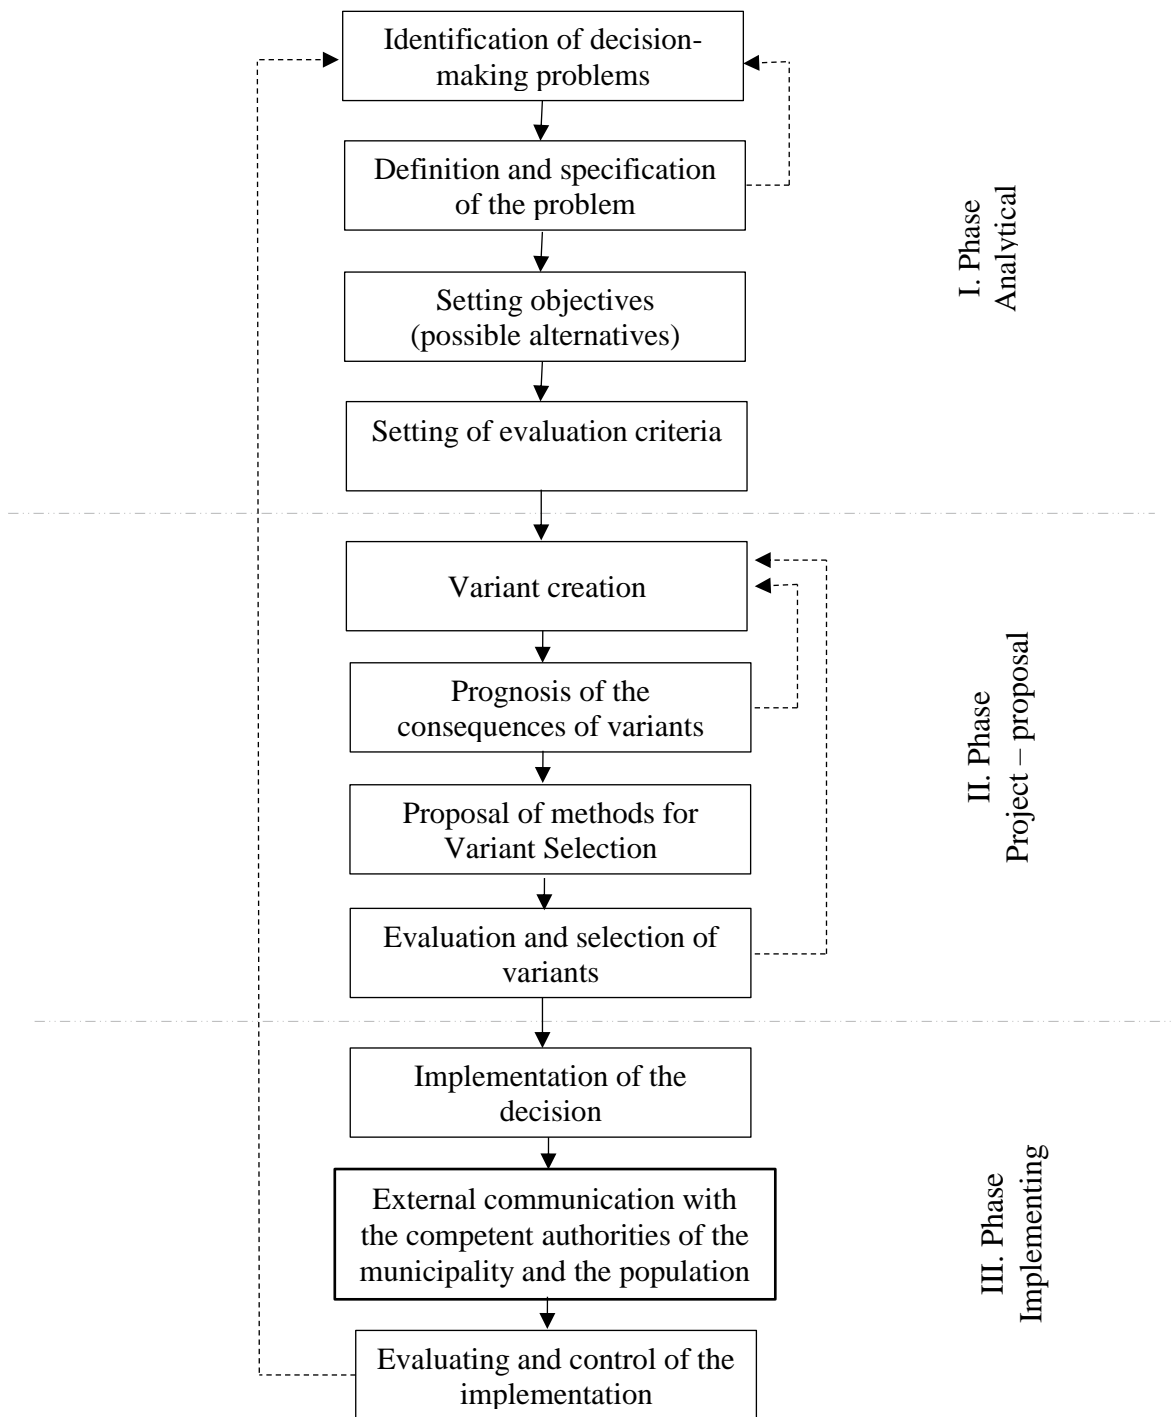 Identification of decision-
making problems
Definition and specification
of the problem
Setting objectives
(possible alternatives)
Setting of evaluation criteria
I. Phase
Analytical
Variant creation
Prognosis of the
consequences of variants
Proposal of methods for
Variant Selection
Evaluation and selection of
variants
II. Phase
Project – proposal
Implementation of the
decision
External communication with
the competent authorities of the
municipality and the population
Evaluating and control of the
implementation
III. Phase
Implementing